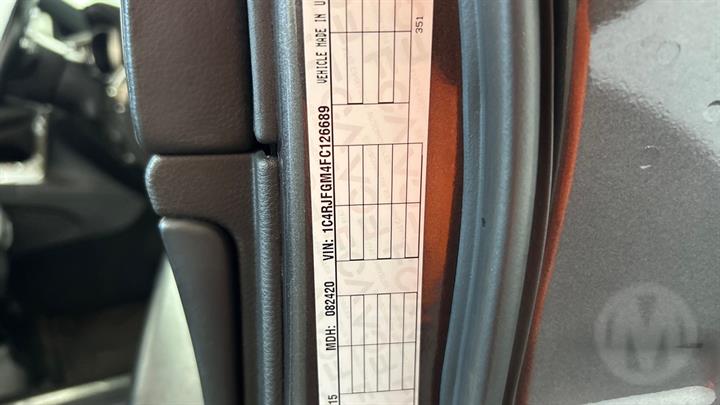 15 MDH: 082420 VIN: 1C4RJFGM4FC126689 VEHICLE MADE IN U
351
M